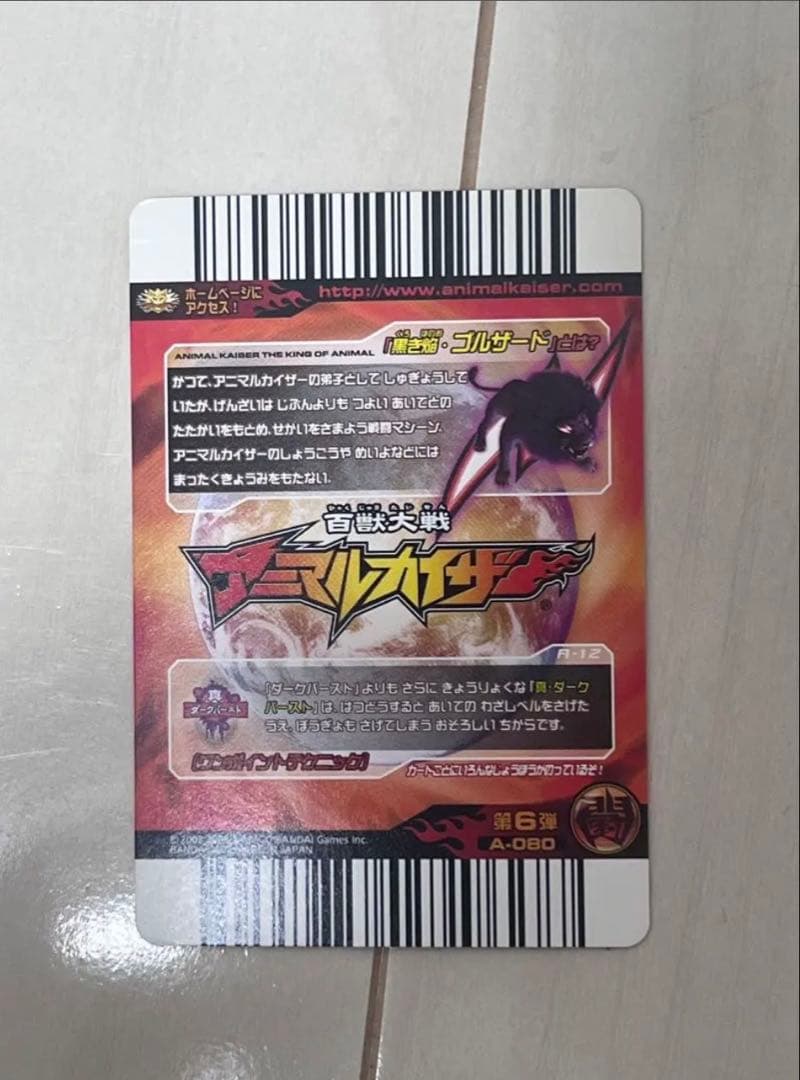 ホームページに
アクセス!
http://www.animalkaiser.com
ANIMAL KAISER THE KING OF ANIMAL
「黒き焔・ゴルザード」とは?
かつて、アニマルカイザーの弟子として しゅぎょうして
いたが、げんざいは じぶんよりも つよい あいてとの
たたかいをもとめ、せかいをさまよう戦闘マシーン。
アニマルカイザーのしょうごうや めいよなどには
まったくきょうみをもたない。
百獣大戦
アニマルカイザー
®
A-12
真
ダークバースト
「ダークバースト」よりも さらに きょうりょくな「真・ダーク
バースト」は、はつどうすると あいての わざレベルをさげた
うえ、ぼうぎょも さげてしまう おそろしい ちからです。
【ワンポイントテクニック】
カードごとにいろんなじょうほうがのっているぞ!
第6弾
A-080
BANDAI Games Inc.
JAPAN